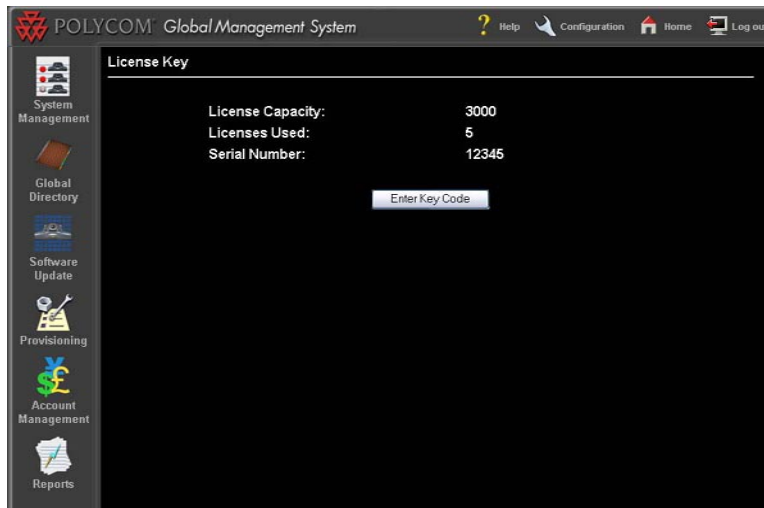 POLYCOM Global Management System
? Help Configuration Home Log ou
License Key
License Capacity: 3000
Licenses Used: 5
Serial Number: 12345
Enter Key Code
System
Management
Global
Directory
Software
Update
Provisioning
Account
Management
Reports